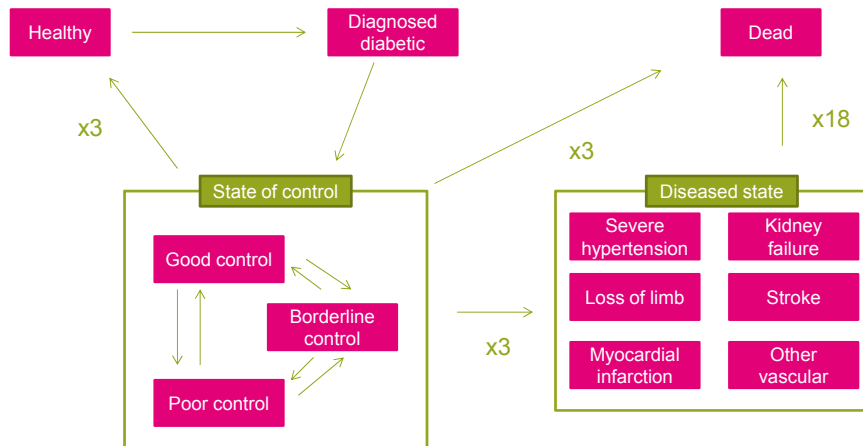 Healthy
Diagnosed
diabetic
Dead
x3
x3
x18
State of control
Good control
Borderline
control
Poor control
x3
Diseased state
Severe
hypertension
Kidney
failure
Loss of limb
Stroke
Myocardial
infarction
Other
vascular